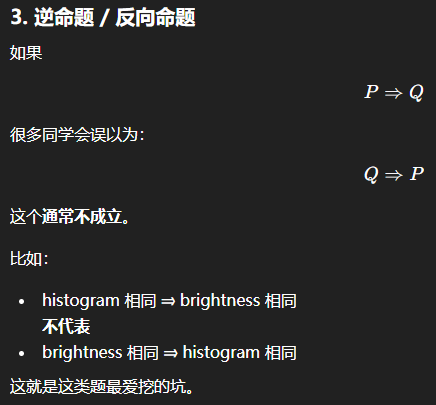 3. 逆命题 / 反向命题
如果
P ⇒ Q
很多同学会误以为：
Q ⇒ P
这个通常不成立。
比如：
• histogram 相同 ⇒ brightness 相同
不代表
• brightness 相同 ⇒ histogram 相同
这就是这类题最爱挖的坑。